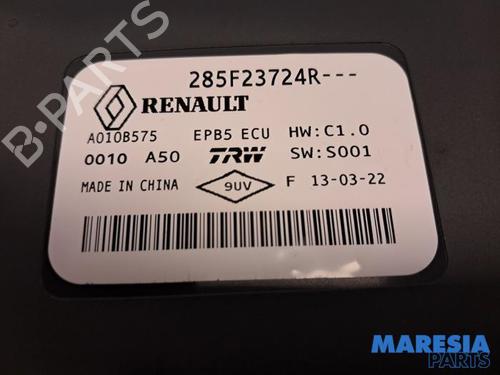 285F23724R---
RENAULT
A010B575 EPB5 ECU HW:C1.0
0010 A50 TRW SW:S001
MADE IN CHINA 9UV F 13-03-22
B-PARTS
MARESIA
PARTS